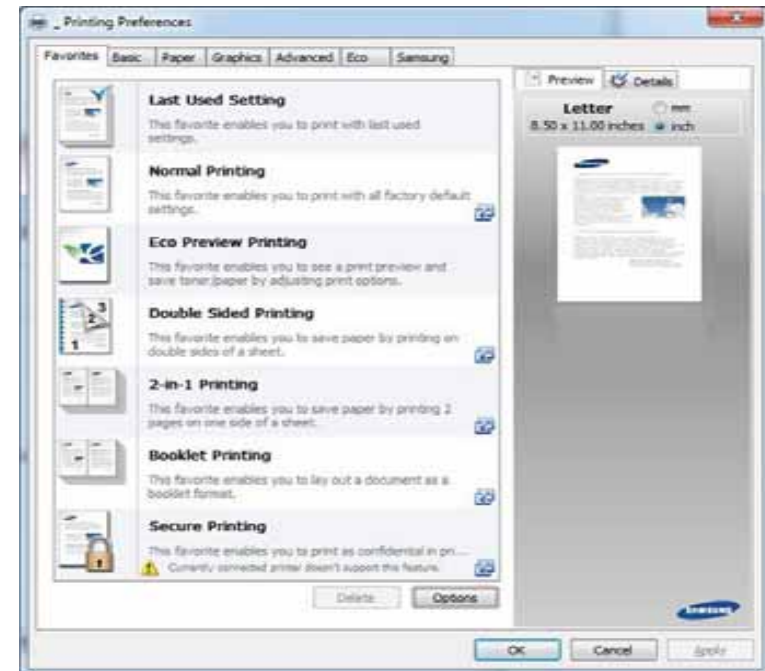 _ Printing Preferences
Favorites Basic Paper Graphics Advanced Eco Samsung
Last Used Setting
This favorite enables you to print with last used
settings.
Normal Printing
This favorite enables you to print with all factory default
settings.
Eco Preview Printing
This favorite enables you to see a print preview and
save toner/paper by adjusting print options.
Double Sided Printing
This favorite enables you to save paper by printing on
double sides of a sheet.
1 2 3
2-in-1 Printing
This favorite enables you to save paper by printing 2
pages on one side of a sheet.
Booklet Printing
This favorite enables you to lay out a document as a
booklet format.
Secure Printing
This favorite enables you to print as confidential in pri...
Currently connected printer doesn't support this feature.
Delete Options
Preview Details
Letter mm
8.50 x 11.00 inches inch
SAMSUNG
OK Cancel Apply